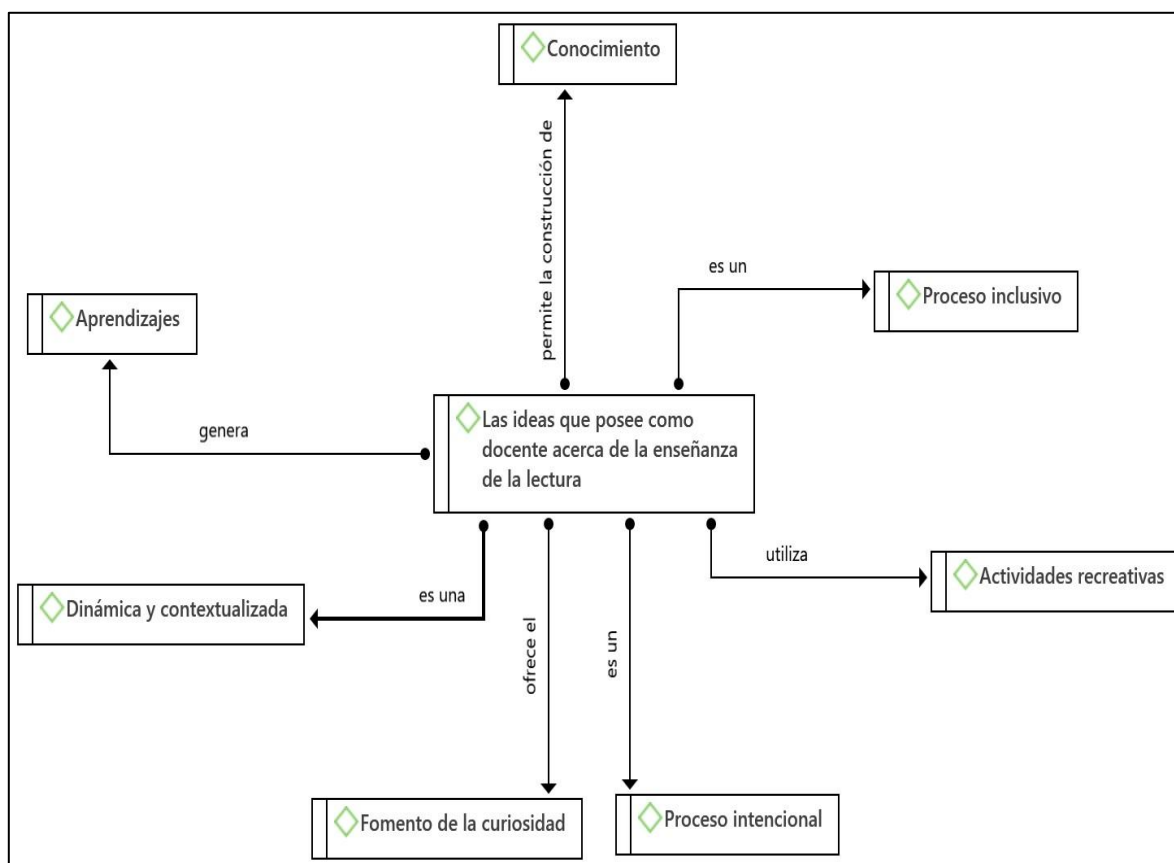 Conocimiento
permite la construcción de
es un
Proceso inclusivo
Aprendizajes
genera
Las ideas que posee como
docente acerca de la enseñanza
de la lectura
utiliza
Actividades recreativas
es una
Dinámica y contextualizada
ofrece el
es un
Fomento de la curiosidad
Proceso intencional